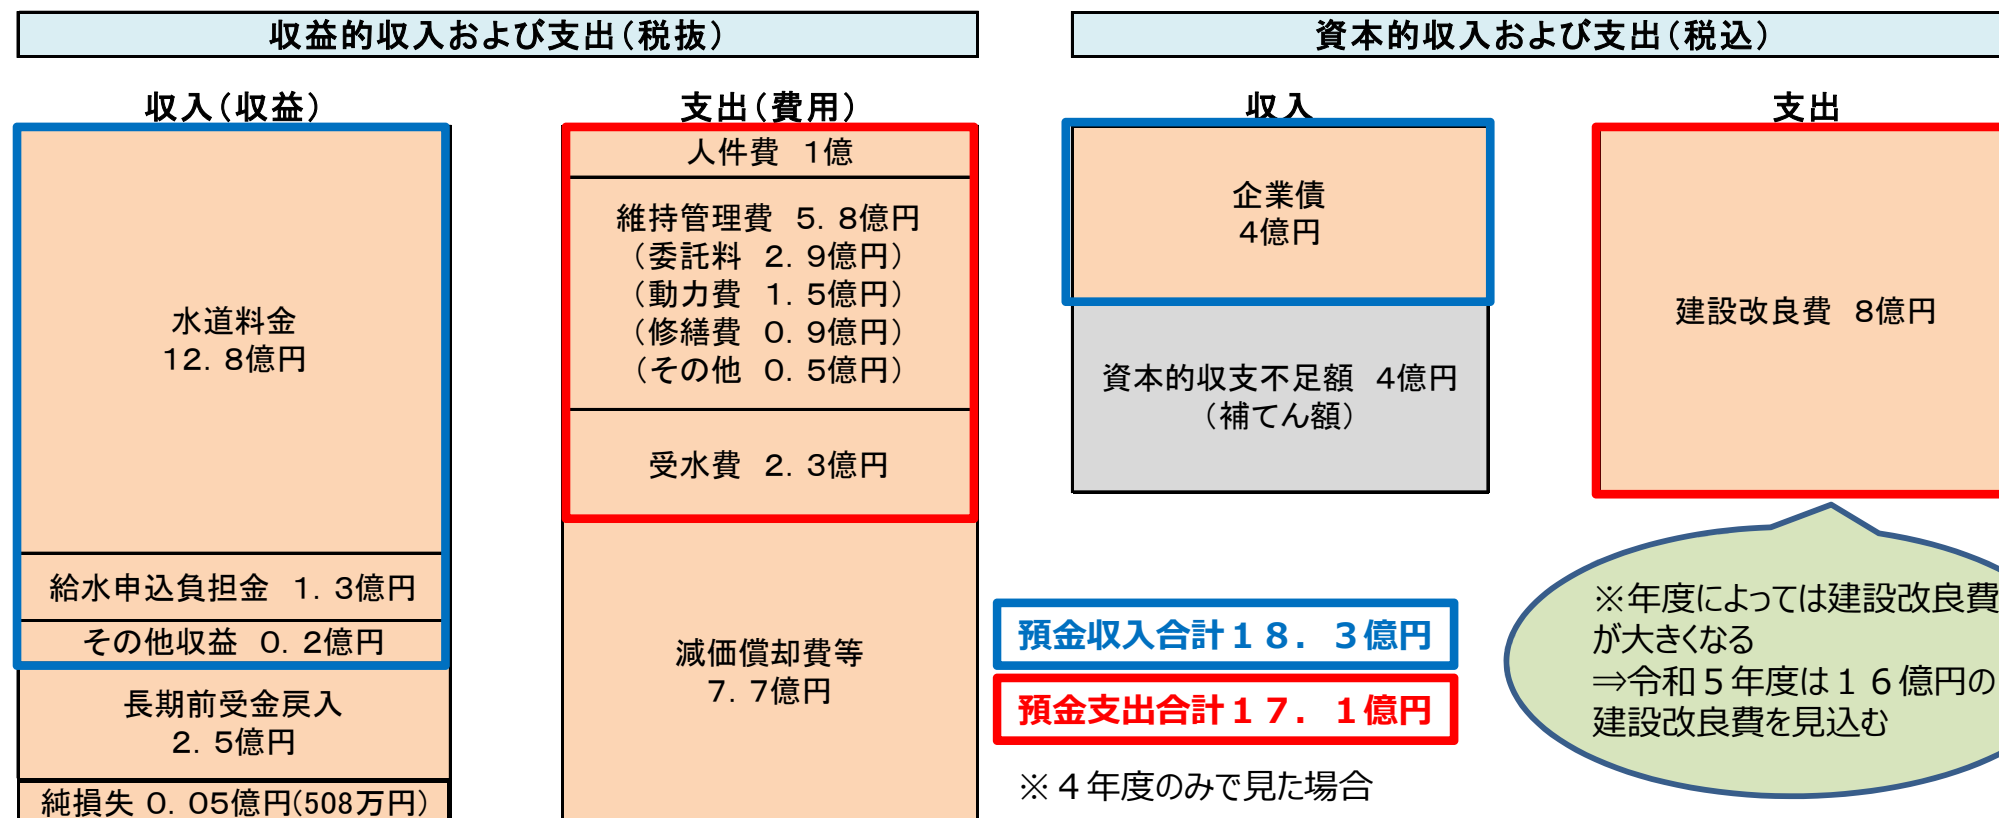 収益的収入および支出(税抜)
収入(収益)
水道料金
12.8億円
給水申込負担金 1.3億円
その他収益 0.2億円
長期前受金戻入
2.5億円
純損失 0.05億円(508万円)
支出(費用)
人件費 1億
維持管理費 5.8億円
(委託料 2.9億円)
(動力費 1.5億円)
(修繕費 0.9億円)
(その他 0.5億円)
受水費 2.3億円
減価償却費等
7.7億円
資本的収入および支出(税込)
収入
企業債
4億円
資本的収支不足額 4億円
(補てん額)
支出
建設改良費 8億円
預金収入合計18.3億円
預金支出合計17.1億円
※4年度のみで見た場合
※年度によっては建設改良費
が大きくなる
⇒令和5年度は16億円の
建設改良費を見込む